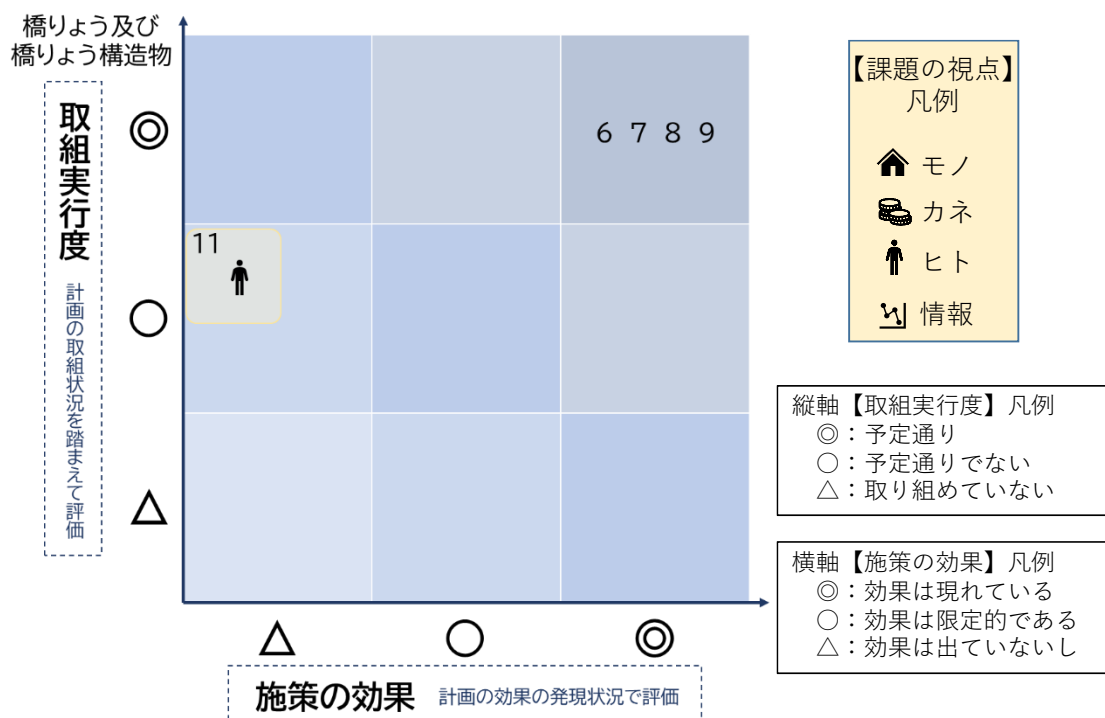 橋りょう及び
橋りょう構造物
取組実行度
計画の取組状況を踏まえて評価
◎
○
△
6 7 8 9
11
△
○
◎
施策の効果 計画の効果の発現状況で評価
【課題の視点】
凡例
モノ
カネ
ヒト
情報
縦軸【取組実行度】凡例
◎：予定通り
○：予定通りでない
△：取り組めていない
横軸【施策の効果】凡例
◎：効果は現れている
○：効果は限定的である
△：効果は出ていないし